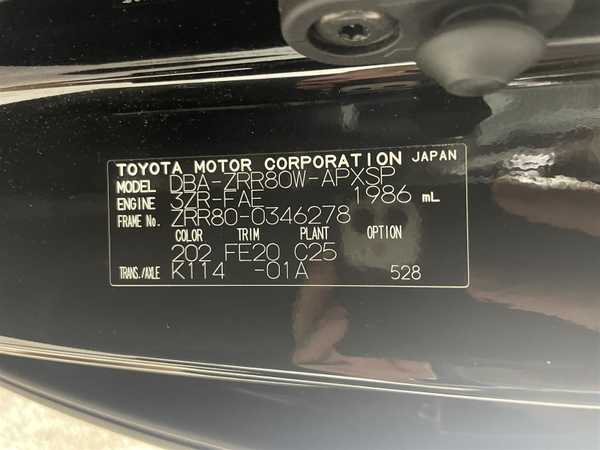 TOYOTA MOTOR CORPORATION JAPAN
MODEL DBA-ZRR80W-APXSP
ENGINE 3ZR-FAE 1986 mL
FRAME No. ZRR80-0346278
COLOR TRIM PLANT OPTION
202 FE20 C25
TRANS./AXLE K114 -01A 528